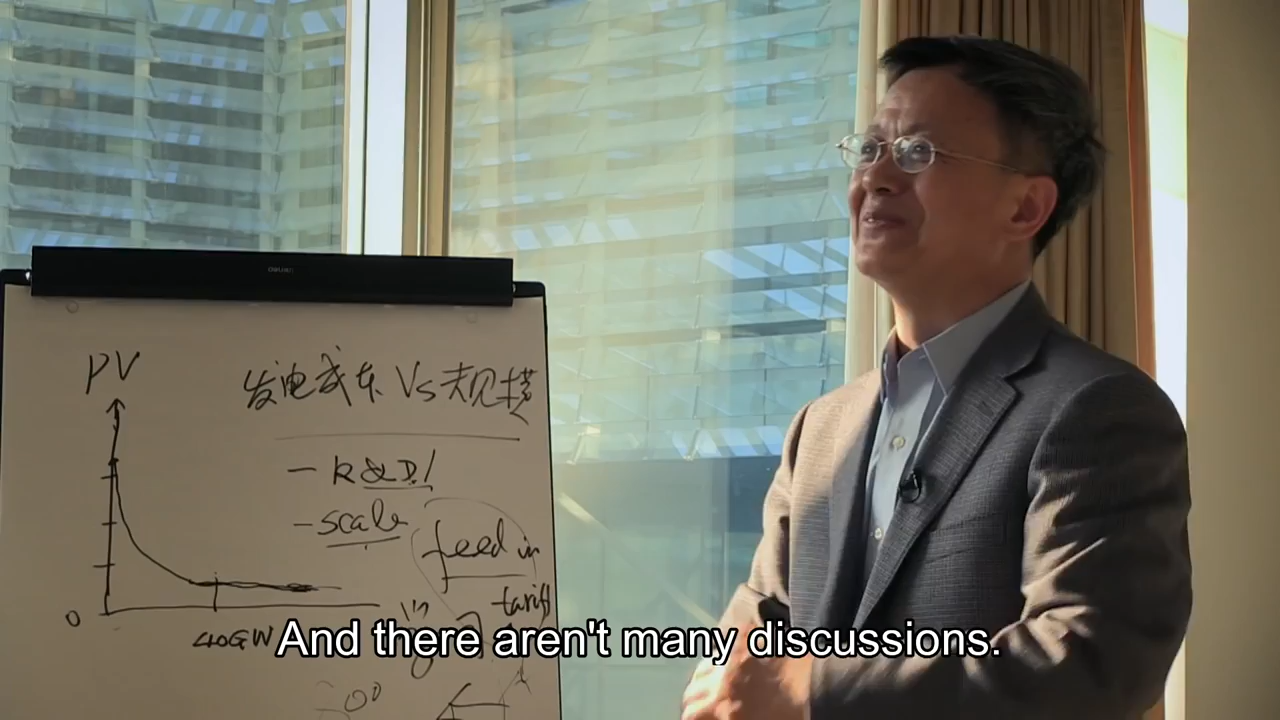 PV
发电成本 Vs 规模
- R&D!
- scale
feed in
tariff
0
40GW
And there aren't many discussions.